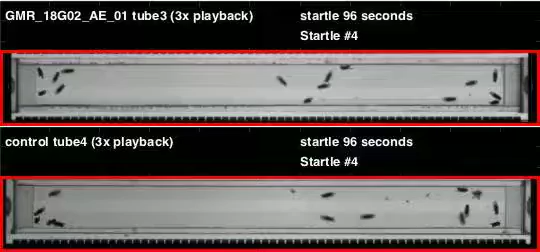 GMR_18G02_AE_01 tube3 (3x playback)
startle 96 seconds
Startle #4
control tube4 (3x playback)
startle 96 seconds
Startle #4